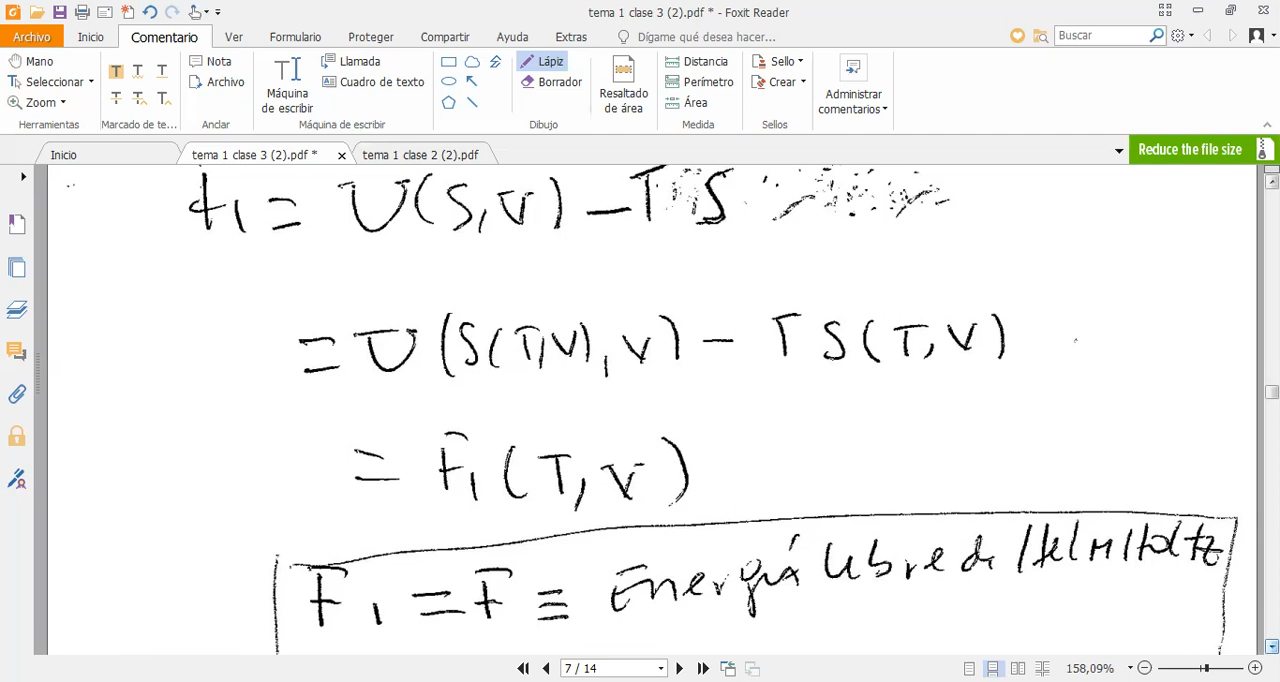 tema 1 clase 3 (2).pdf * - Foxit Reader
Archivo Inicio Comentario Ver Formulario Proteger Compartir Ayuda Extras Dígame qué desea hacer... Buscar
Mano
Seleccionar
Zoom
Herramientas
T T T
T T T
Marcado de te...
Nota
Archivo
Anclar
Máquina
de escribir
Llamada
Cuadro de texto
Máquina de escribir
Lápiz
Borrador
Dibujo
Resaltado
de área
Distancia
Perímetro
Área
Medida
Sello
Crear
Sellos
Administrar
comentarios
Inicio tema 1 clase 3 (2).pdf * tema 1 clase 2 (2).pdf Reduce the file size
F1 = U(S,V) - T S
= U(S(T,V),V) - T S(T,V)
= F1(T,V)
F1 = F ≡ Energía libre de Helmholtz
7 / 14 158,09%